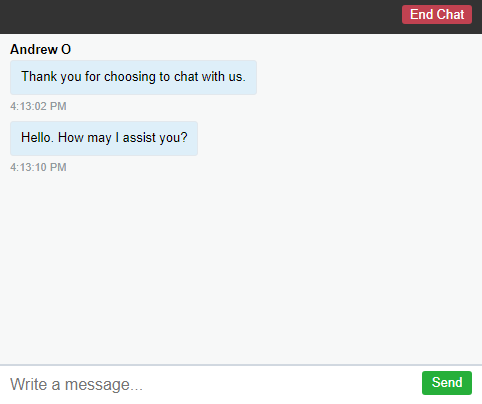 End Chat
Andrew O
Thank you for choosing to chat with us.
4:13:02 PM
Hello. How may I assist you?
4:13:10 PM
Write a message...
Send